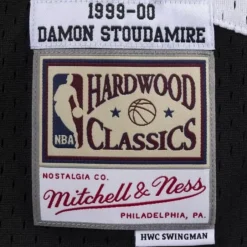 1999-00
DAMON STOUDAMIRE
NBA
HARDWOOD
CLASSICS
NOSTALGIA CO.
Mitchell & Ness
PHILADELPHIA, PA.
HWC SWINGMAN